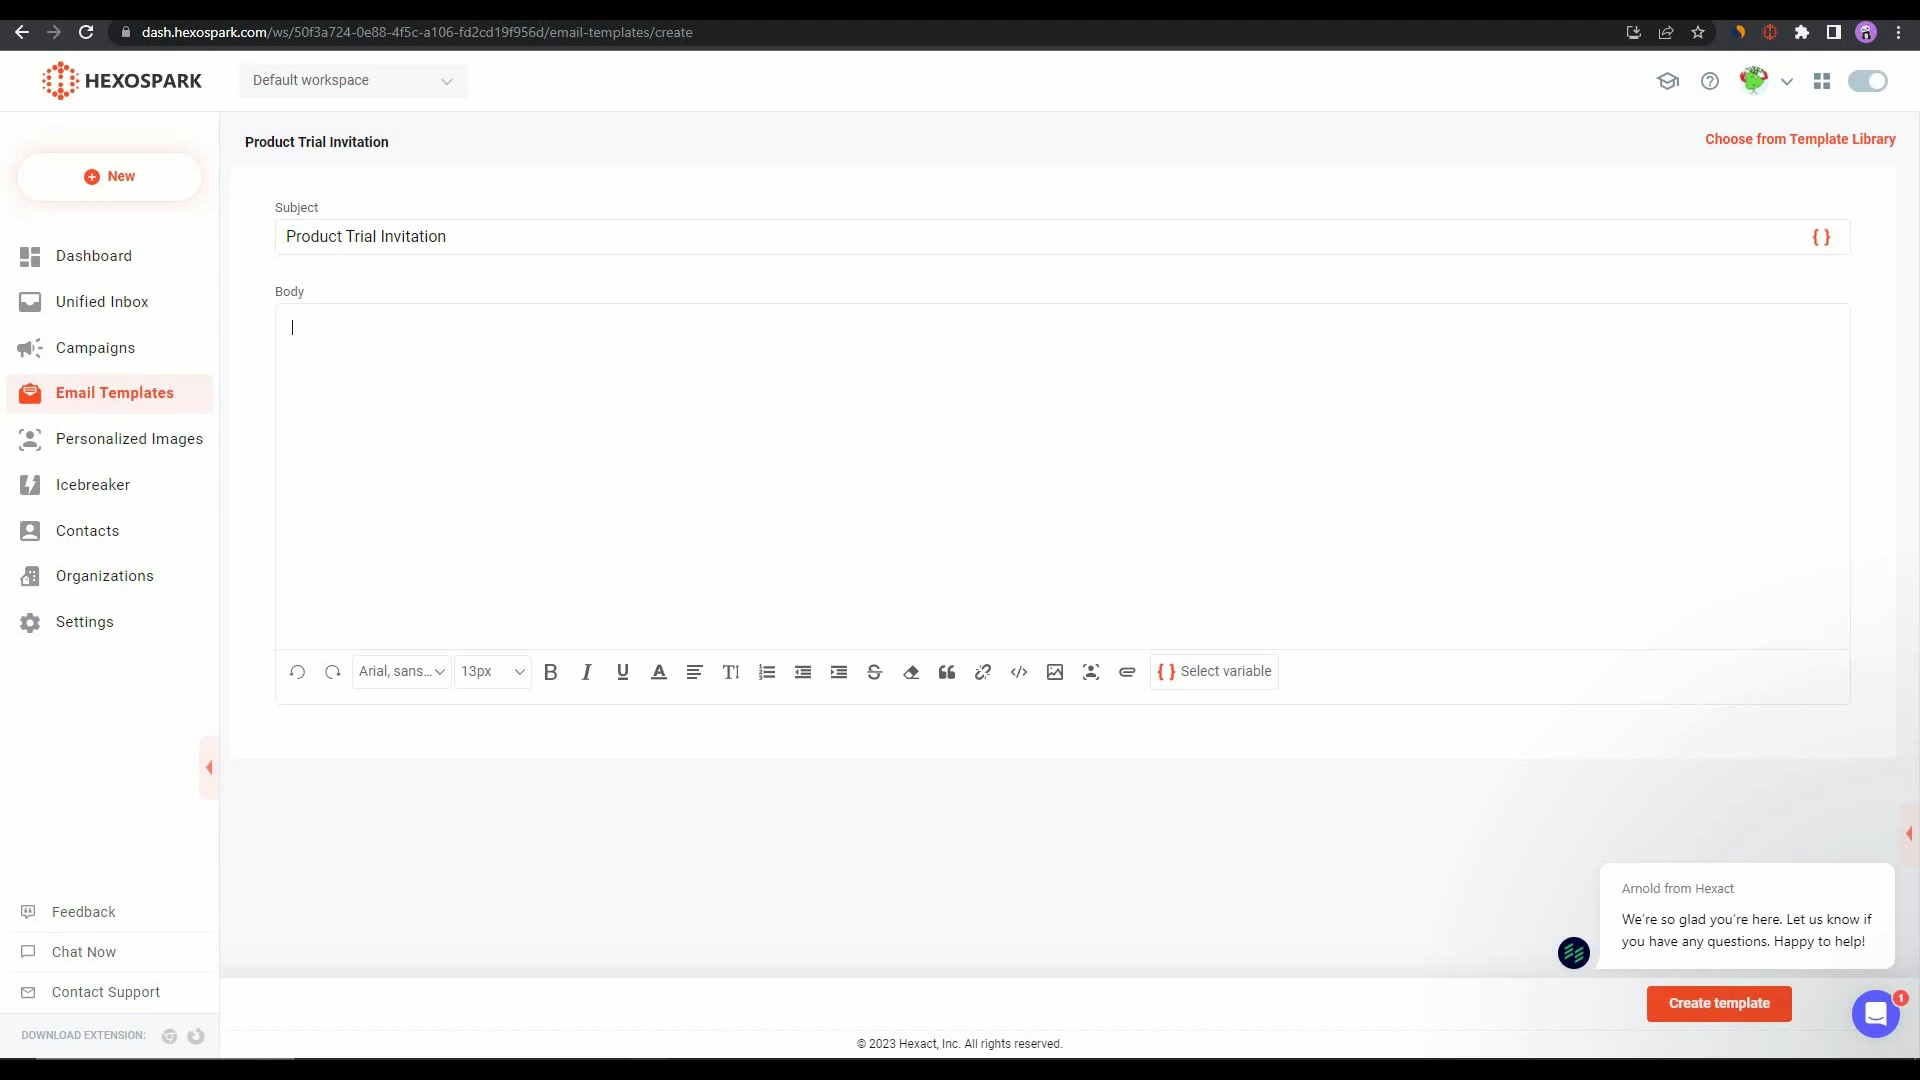 dash.hexospark.com/ws/50f3a724-0e88-4f5c-a106-fd2cd19f956d/email-templates/create
HEXOSPARK
Default workspace
Product Trial Invitation
Choose from Template Library
New
Subject
Product Trial Invitation
{ }
Body
Dashboard
Unified Inbox
Campaigns
Email Templates
Personalized Images
Icebreaker
Contacts
Organizations
Settings
Arial, sans...
13px
B I U A
{ } Select variable
Feedback
Chat Now
Contact Support
DOWNLOAD EXTENSION:
Arnold from Hexact
We're so glad you're here. Let us know if
you have any questions. Happy to help!
Create template
1
© 2023 Hexact, Inc. All rights reserved.